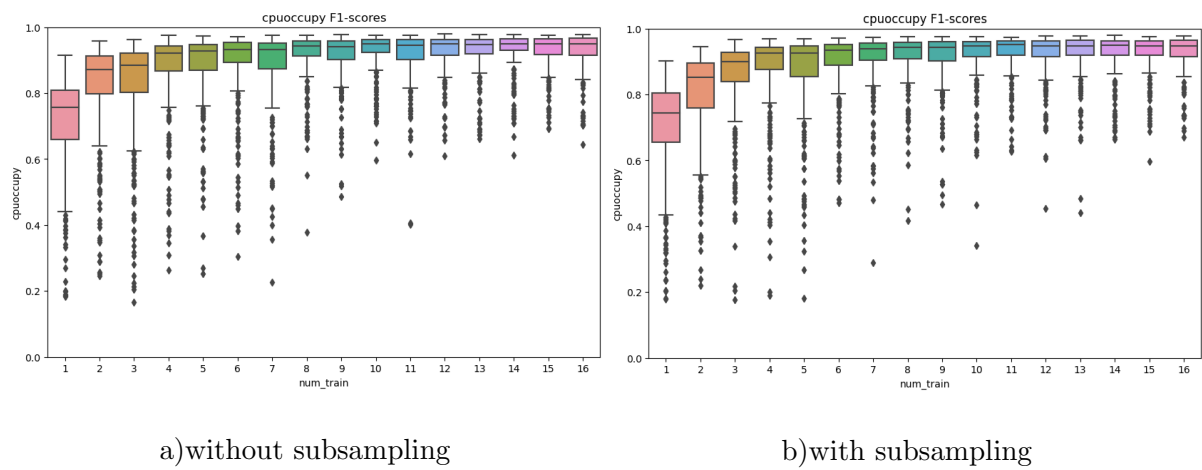 cpuoccupy F1-scores
1.0
0.8
0.6
0.4
0.2
0.0
cpuoccupy
1 2 3 4 5 6 7 8 9 10 11 12 13 14 15 16
num_train
a)without subsampling
cpuoccupy F1-scores
1.0
0.8
0.6
0.4
0.2
0.0
cpuoccupy
1 2 3 4 5 6 7 8 9 10 11 12 13 14 15 16
num_train
b)with subsampling